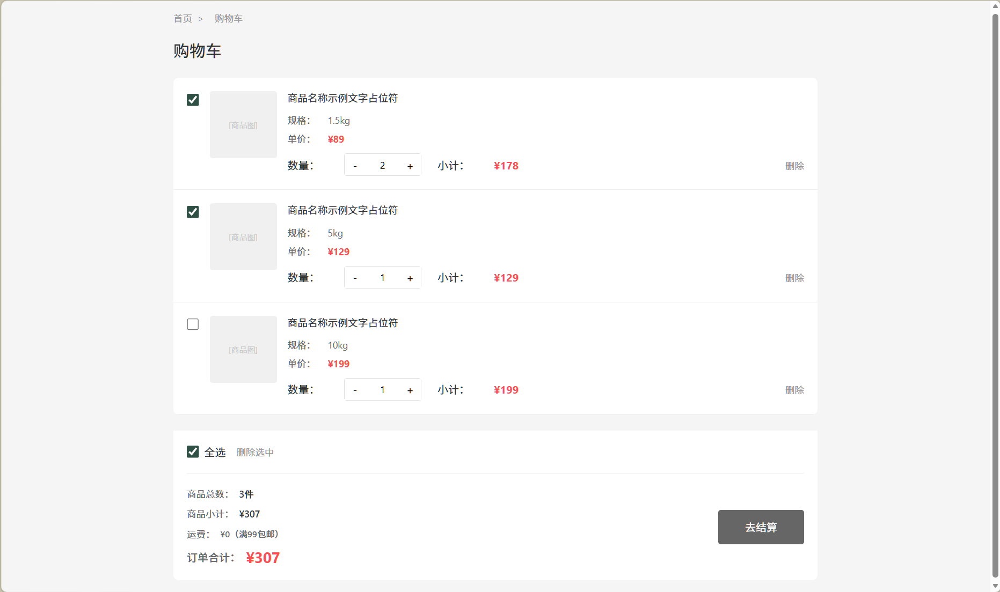 首页 > 购物车
购物车
商品名称示例文字占位符
[商品图]
规格： 1.5kg
单价： ¥89
数量： - 2 + 小计： ¥178 删除
商品名称示例文字占位符
[商品图]
规格： 5kg
单价： ¥129
数量： - 1 + 小计： ¥129 删除
商品名称示例文字占位符
[商品图]
规格： 10kg
单价： ¥199
数量： - 1 + 小计： ¥199 删除
全选 删除选中
商品总数： 3件
商品小计： ¥307
运费： ¥0（满99包邮）
订单合计： ¥307
去结算